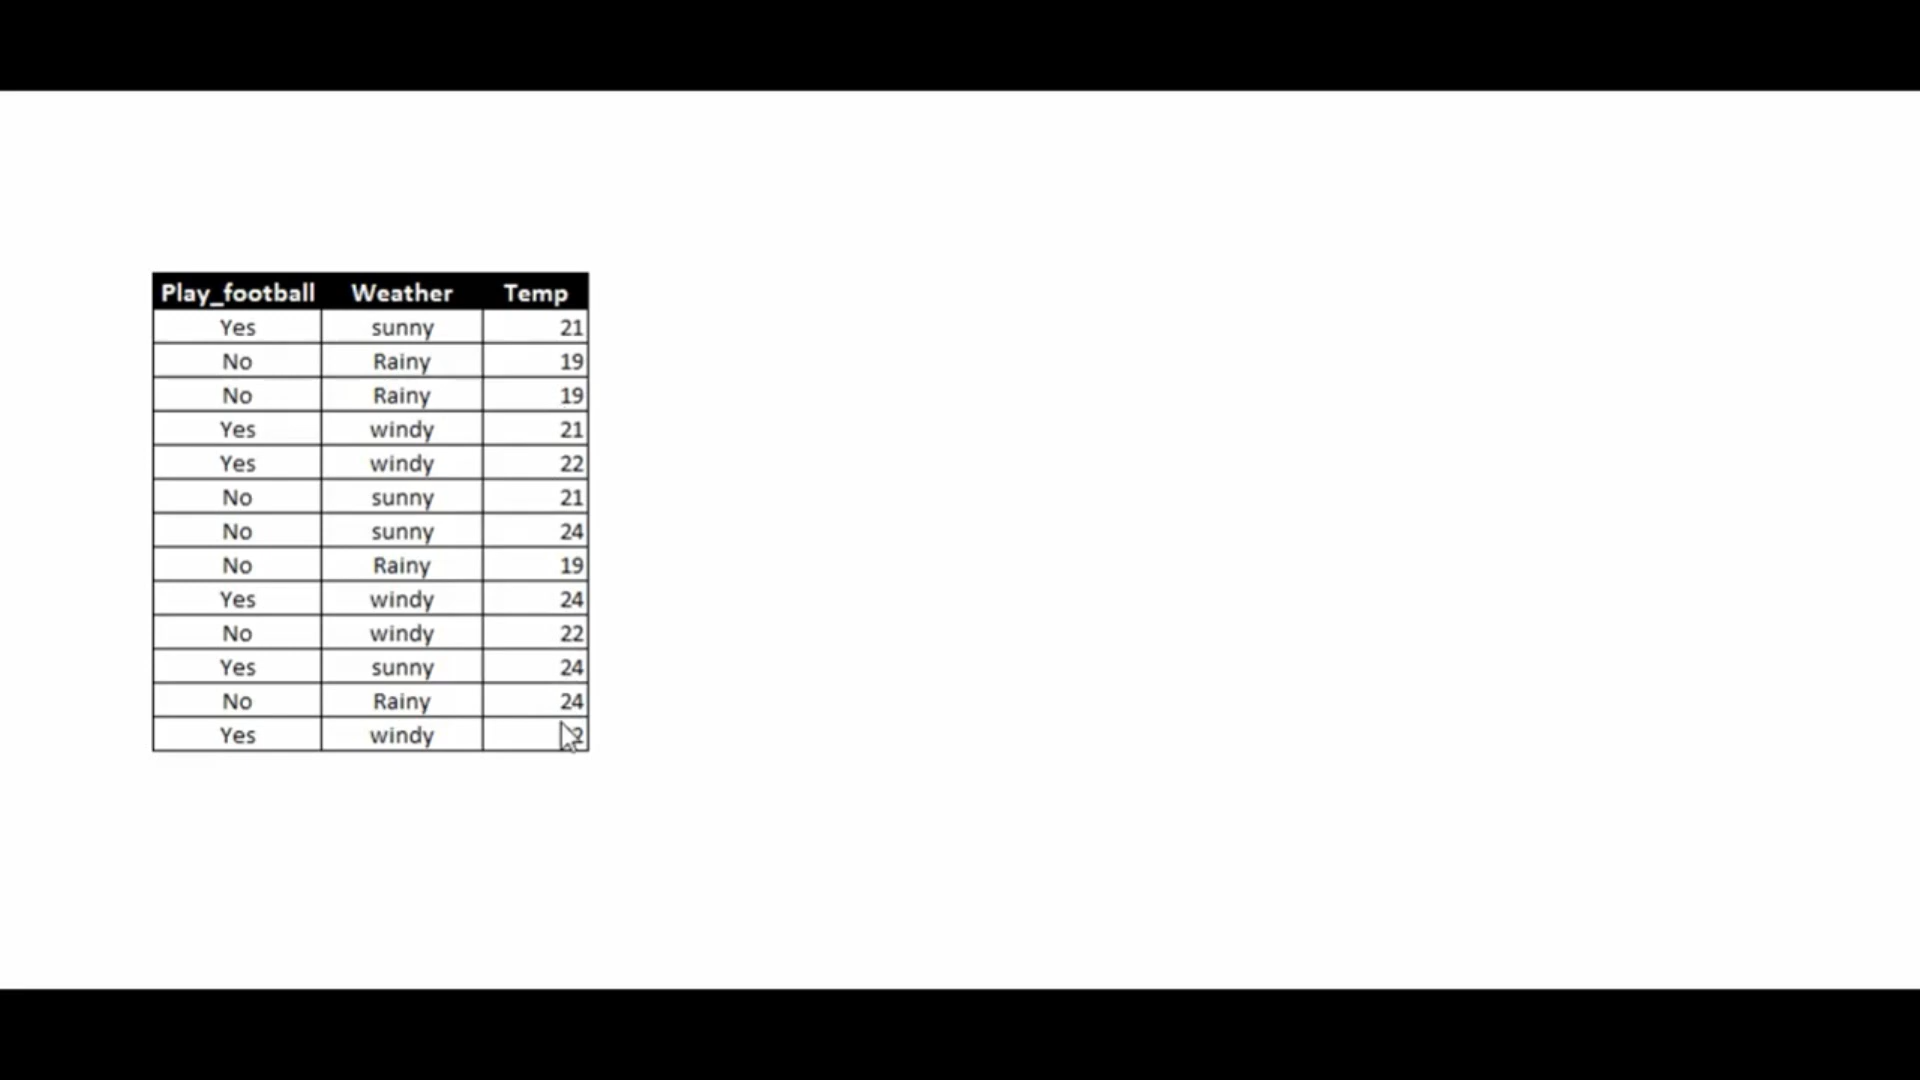 Play_football Weather Temp
Yes sunny 21
No Rainy 19
No Rainy 19
Yes windy 21
Yes windy 22
No sunny 21
No sunny 24
No Rainy 19
Yes windy 24
No windy 22
Yes sunny 24
No Rainy 24
Yes windy